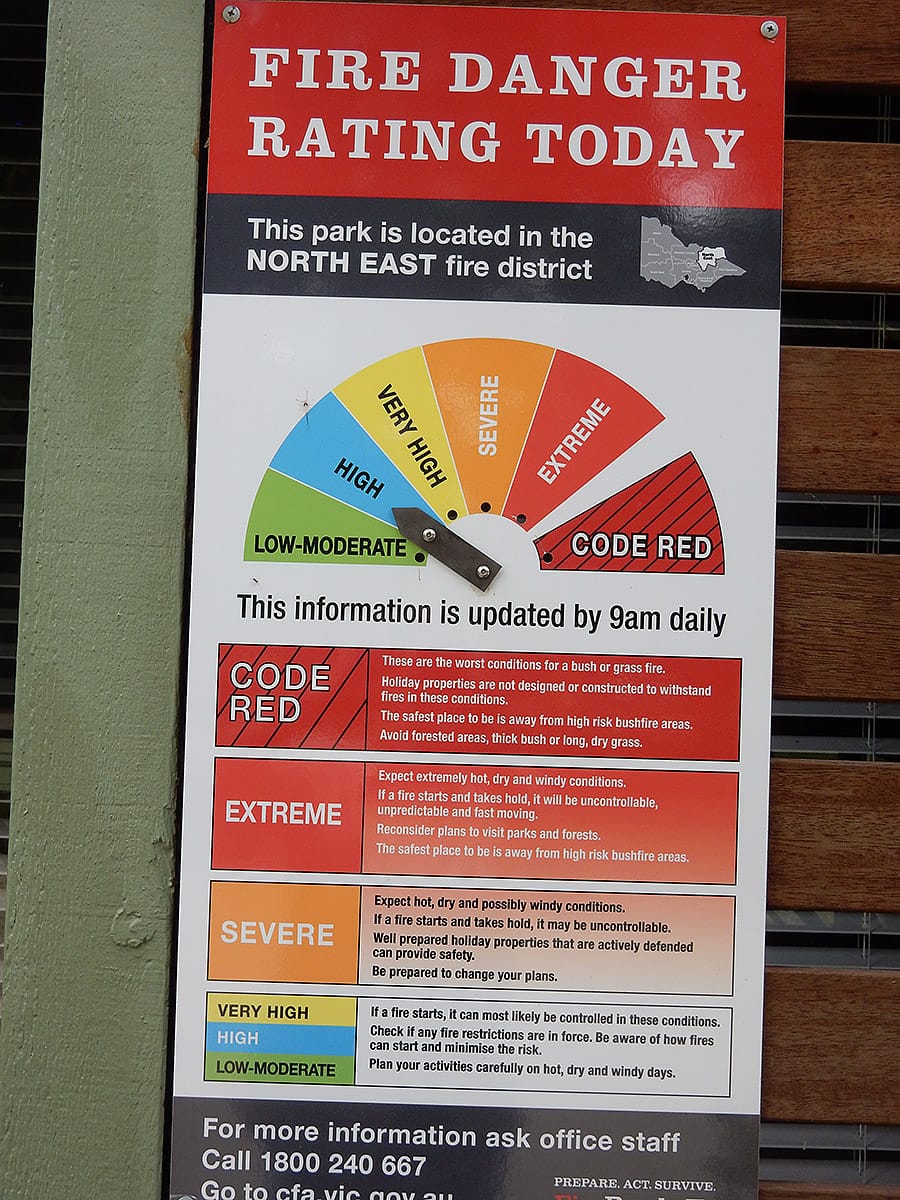 FIRE DANGER
RATING TODAY
This park is located in the
NORTH EAST fire district
North
East
LOW-MODERATE
HIGH
VERY HIGH
SEVERE
EXTREME
CODE RED
This information is updated by 9am daily
CODE
RED
These are the worst conditions for a bush or grass fire.
Holiday properties are not designed or constructed to withstand
fires in these conditions.
The safest place to be is away from high risk bushfire areas.
Avoid forested areas, thick bush or long, dry grass.
EXTREME
Expect extremely hot, dry and windy conditions.
If a fire starts and takes hold, it will be uncontrollable,
unpredictable and fast moving.
Reconsider plans to visit parks and forests.
The safest place to be is away from high risk bushfire areas.
SEVERE
Expect hot, dry and possibly windy conditions.
If a fire starts and takes hold, it may be uncontrollable.
Well prepared holiday properties that are actively defended
can provide safety.
Be prepared to change your plans.
VERY HIGH
HIGH
LOW-MODERATE
If a fire starts, it can most likely be controlled in these conditions.
Check if any fire restrictions are in force. Be aware of how fires
can start and minimise the risk.
Plan your activities carefully on hot, dry and windy days.
For more information ask office staff
Call 1800 240 667
Go to cfa.vic.gov.au
PREPARE. ACT. SURVIVE.